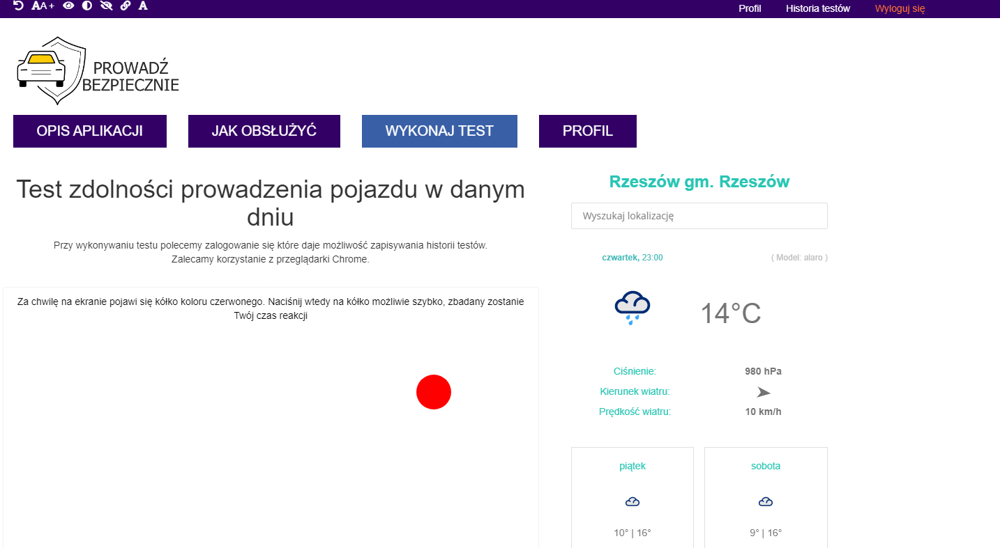 AA+ A
Profil Historia testów Wyloguj się
PROWADŹ
BEZPIECZNIE
OPIS APLIKACJI JAK OBSŁUŻYĆ WYKONAJ TEST PROFIL
Test zdolności prowadzenia pojazdu w danym
dniu
Przy wykonywaniu testu polecemy zalogowanie się które daje możliwość zapisywania historii testów.
Zalecamy korzystanie z przeglądarki Chrome.
Za chwilę na ekranie pojawi się kółko koloru czerwonego. Naciśnij wtedy na kółko możliwie szybko, zbadany zostanie
Twój czas reakcji
Rzeszów gm. Rzeszów
Wyszukaj lokalizację
czwartek, 23:00 ( Model: alaro )
14°C
Ciśnienie: 980 hPa
Kierunek wiatru:
Prędkość wiatru: 10 km/h
piątek sobota
10° | 16° 9° | 16°